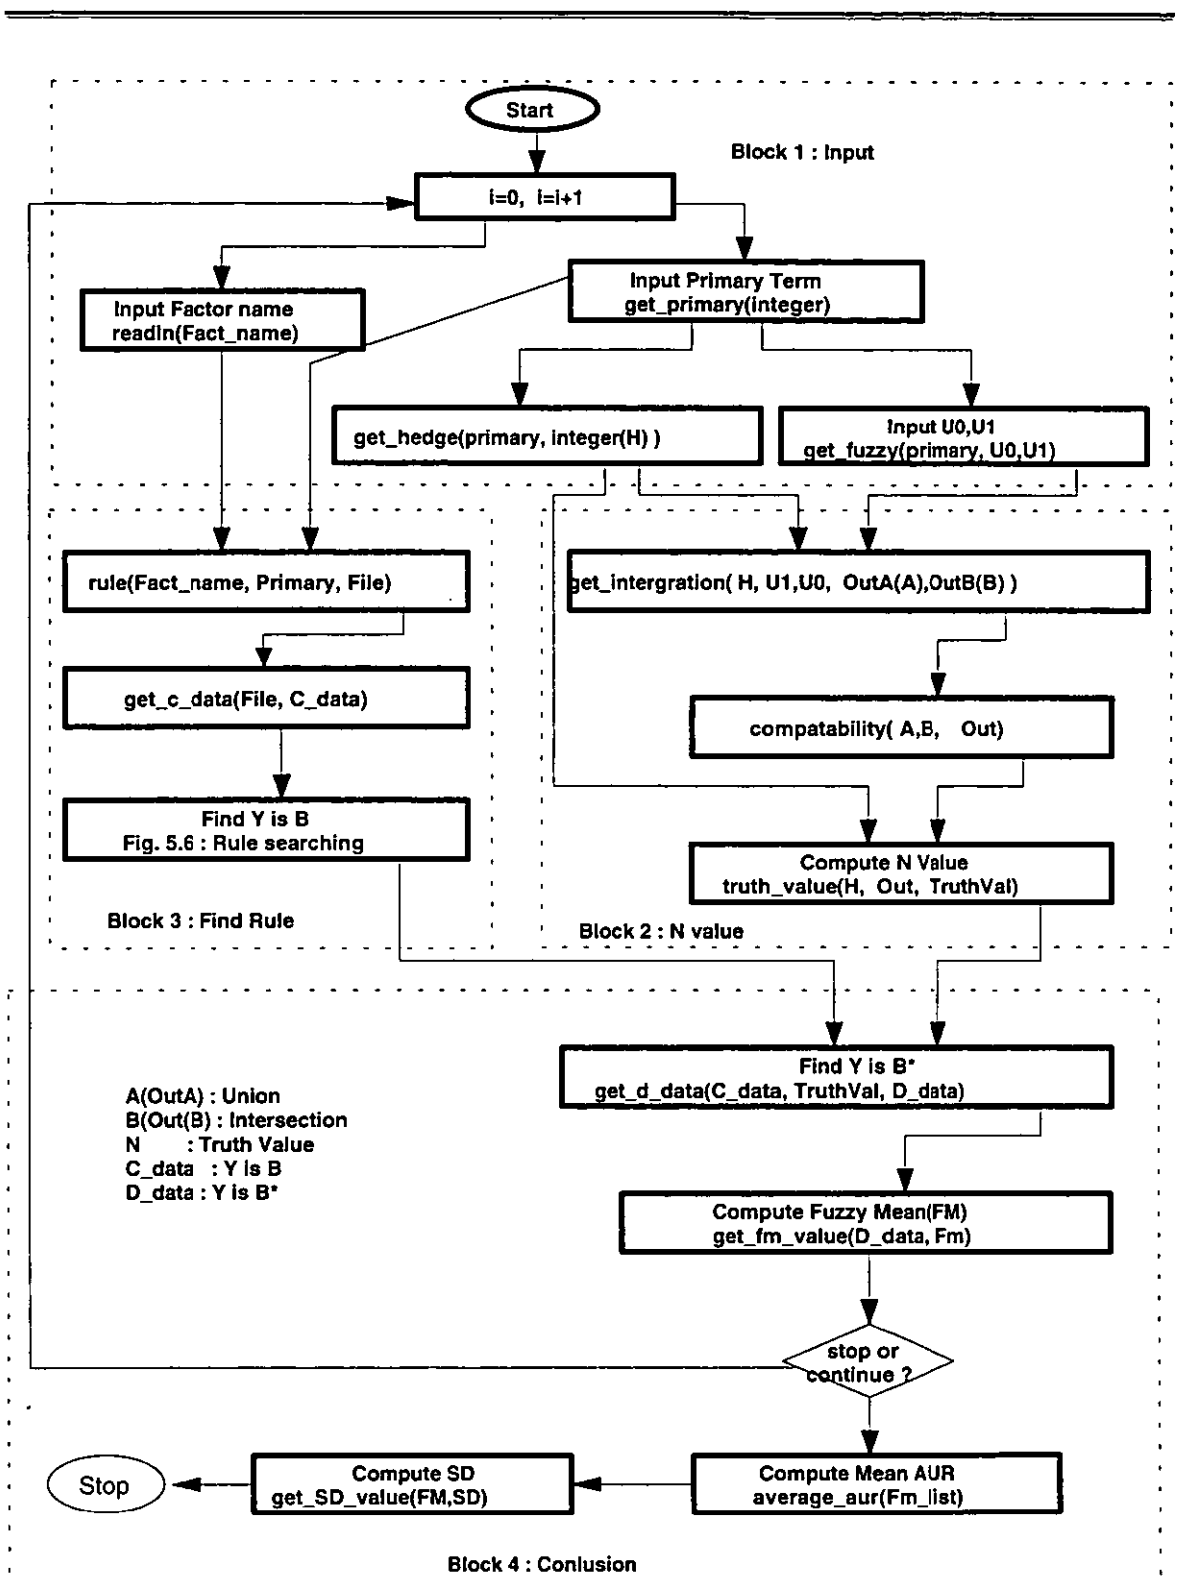 Start
Block 1 : Input
i=0, i=i+1
Input Primary Term
get_primary(integer)
Input Factor name
readln(Fact_name)
get_hedge(primary, integer(H) )
Input U0,U1
get_fuzzy(primary, U0,U1)
rule(Fact_name, Primary, File)
get_intergration( H, U1,U0, OutA(A),OutB(B) )
get_c_data(File, C_data)
compatability( A,B, Out)
Find Y is B
Fig. 5.6 : Rule searching
Compute N Value
truth_value(H, Out, TruthVal)
Block 3 : Find Rule
Block 2 : N value
Find Y is B*
get_d_data(C_data, TruthVal, D_data)
A(OutA) : Union
B(Out(B) : Intersection
N : Truth Value
C_data : Y is B
D_data : Y is B*
Compute Fuzzy Mean(FM)
get_fm_value(D_data, Fm)
stop or
continue ?
Stop
Compute SD
get_SD_value(FM,SD)
Compute Mean AUR
average_aur(Fm_list)
Block 4 : Conlusion